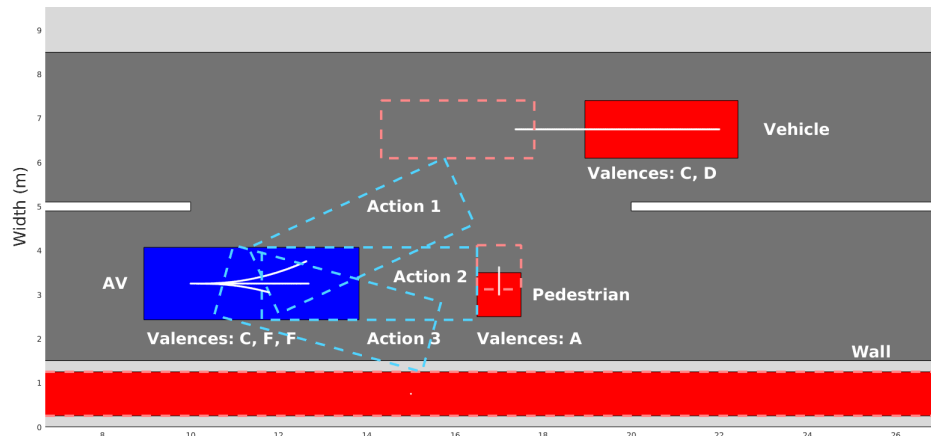 9
8
7
6
5
4
3
2
1
0
Width (m)
Vehicle
Valences: C, D
Action 1
Action 2
AV
Pedestrian
Valences: C, F, F
Action 3
Valences: A
Wall
8
10
12
14
16
18
20
22
24
26